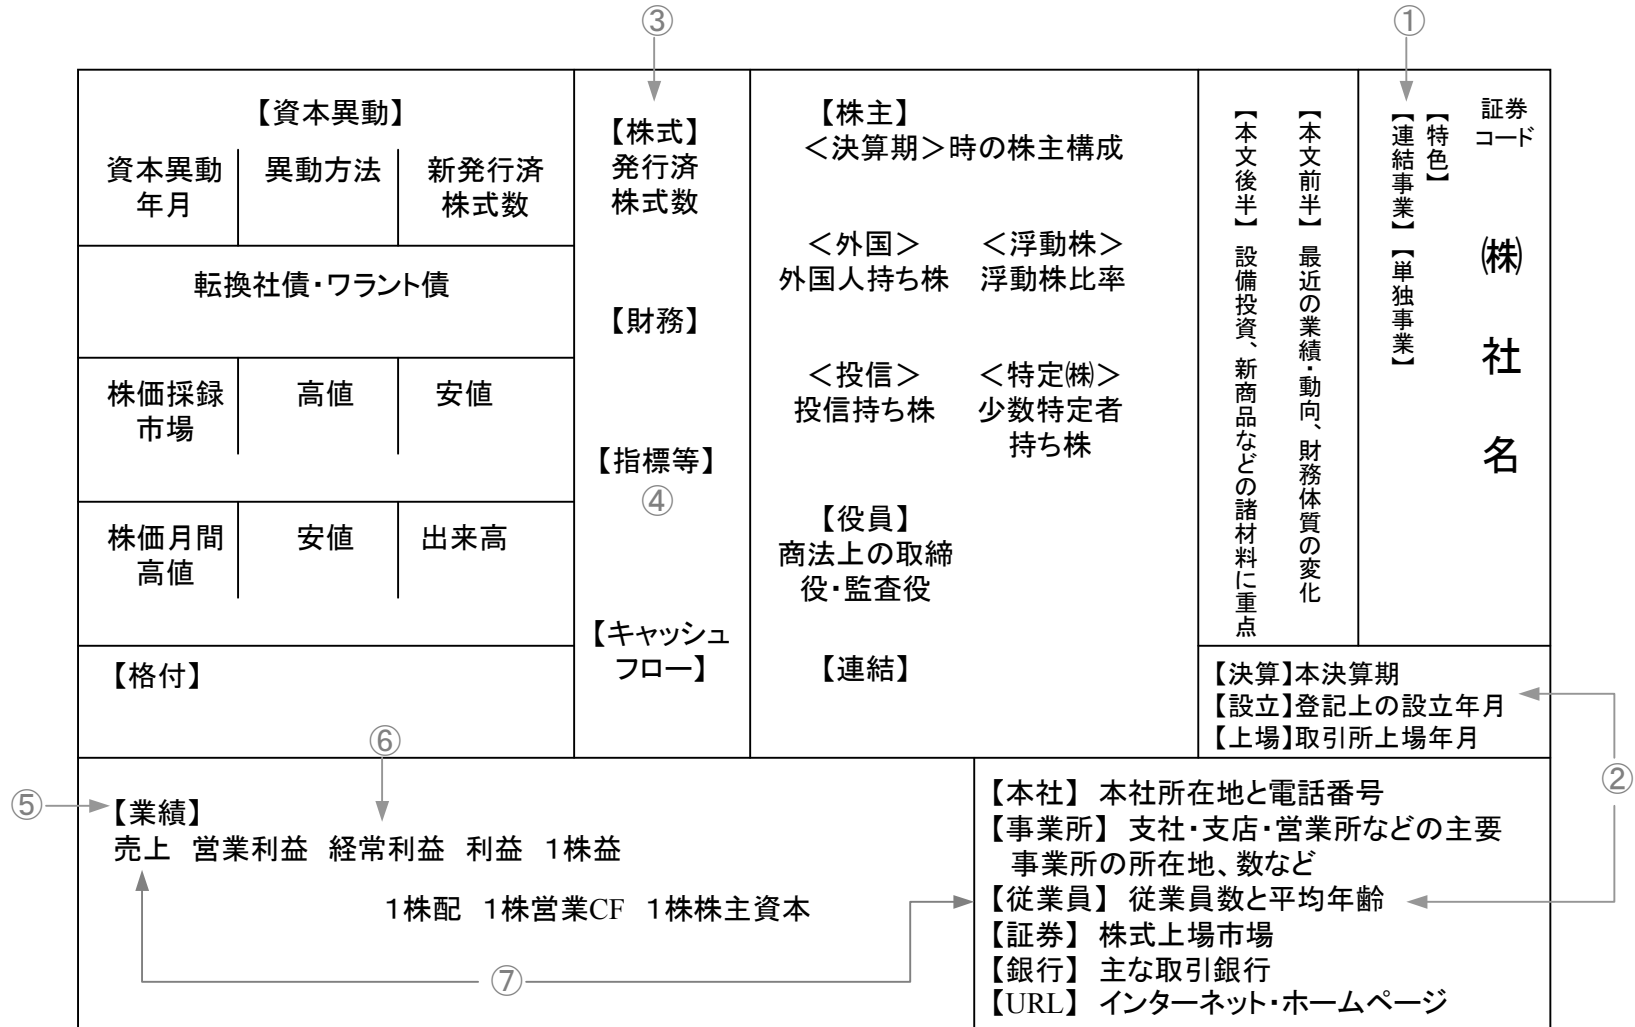 ③
①
【資本異動】
資本異動
年月
異動方法
新発行済
株式数
転換社債・ワラント債
株価採録
市場
高値
安値
株価月間
高値
安値
出来高
【格付】
【株式】
発行済
株式数
【財務】
【指標等】
④
【キャッシュ
フロー】
【株主】
＜決算期＞時の株主構成
＜外国＞
外国人持ち株
＜浮動株＞
浮動株比率
＜投信＞
投信持ち株
＜特定㈱＞
少数特定者
持ち株
【役員】
商法上の取締
役・監査役
【連結】
証券
コード
㈱社名
【特色】
【連結事業】【単独事業】
【本文前半】最近の業績・動向、財務体質の変化
【本文後半】設備投資、新商品などの諸材料に重点
【決算】本決算期
【設立】登記上の設立年月
【上場】取引所上場年月
②
⑥
⑤
【業績】
売上 営業利益 経常利益 利益 1株益
1株配 1株営業CF 1株株主資本
⑦
【本社】 本社所在地と電話番号
【事業所】 支社・支店・営業所などの主要
事業所の所在地、数など
【従業員】 従業員数と平均年齢
【証券】 株式上場市場
【銀行】 主な取引銀行
【URL】 インターネット・ホームページ